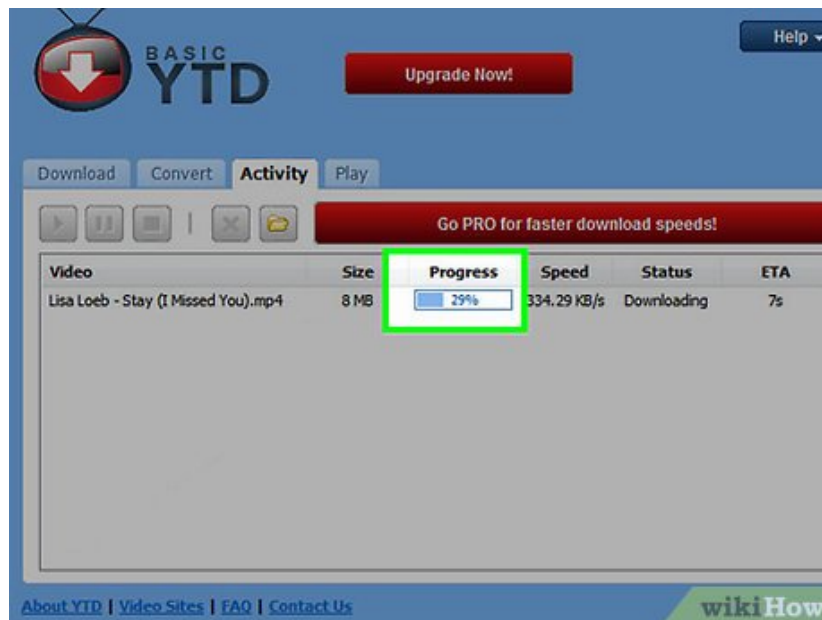 BASIC
YTD
Upgrade Now!
Help
Download Convert Activity Play
Go PRO for faster download speeds!
Video Size Progress Speed Status ETA
Lisa Loeb - Stay (I Missed You).mp4 8 MB 29% 334.29 KB/s Downloading 7s
About YTD | Video Sites | FAQ | Contact Us
wikiHow